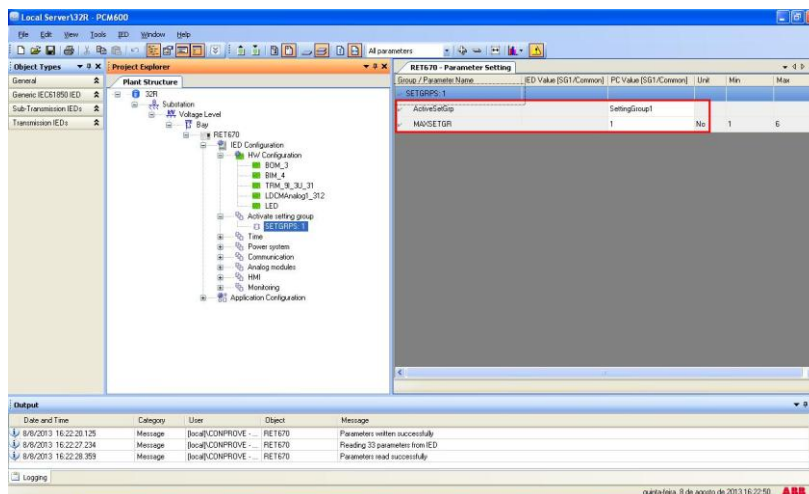 Local Server\32R - PCM600
File Edit View Tools IED Window Help
All parameters
Object Types
General
Generic IEC61850 IED
Sub-Transmission IEDs
Transmission IEDs
Project Explorer
Plant Structure
32R
Substation
Voltage Level
Bay
RET670
IED Configuration
HW Configuration
BOM_3
BIM_4
TRM_9I_3U_31
LDCMAnalog1_312
LED
Activate setting group
SETGRPS: 1
Time
Power system
Communication
Analog modules
HMI
Monitoring
Application Configuration
RET670 - Parameter Setting
Group / Parameter Name IED Value (SG1/Common) PC Value (SG1/Common) Unit Min Max
SETGRPS: 1
ActiveSetGrp SettingGroup1
MAXSETGR 1 No 1 6
Output
Date and Time Category User Object Message
8/8/2013 16:22:20.125 Message [local]\CONPROVE - ... RET670 Parameters written successfully
8/8/2013 16:22:27.234 Message [local]\CONPROVE - ... RET670 Reading 33 parameters from IED
8/8/2013 16:22:28.359 Message [local]\CONPROVE - ... RET670 Parameters read successfully
Logging
quinta-feira, 8 de agosto de 2013 16:22:50 ABB